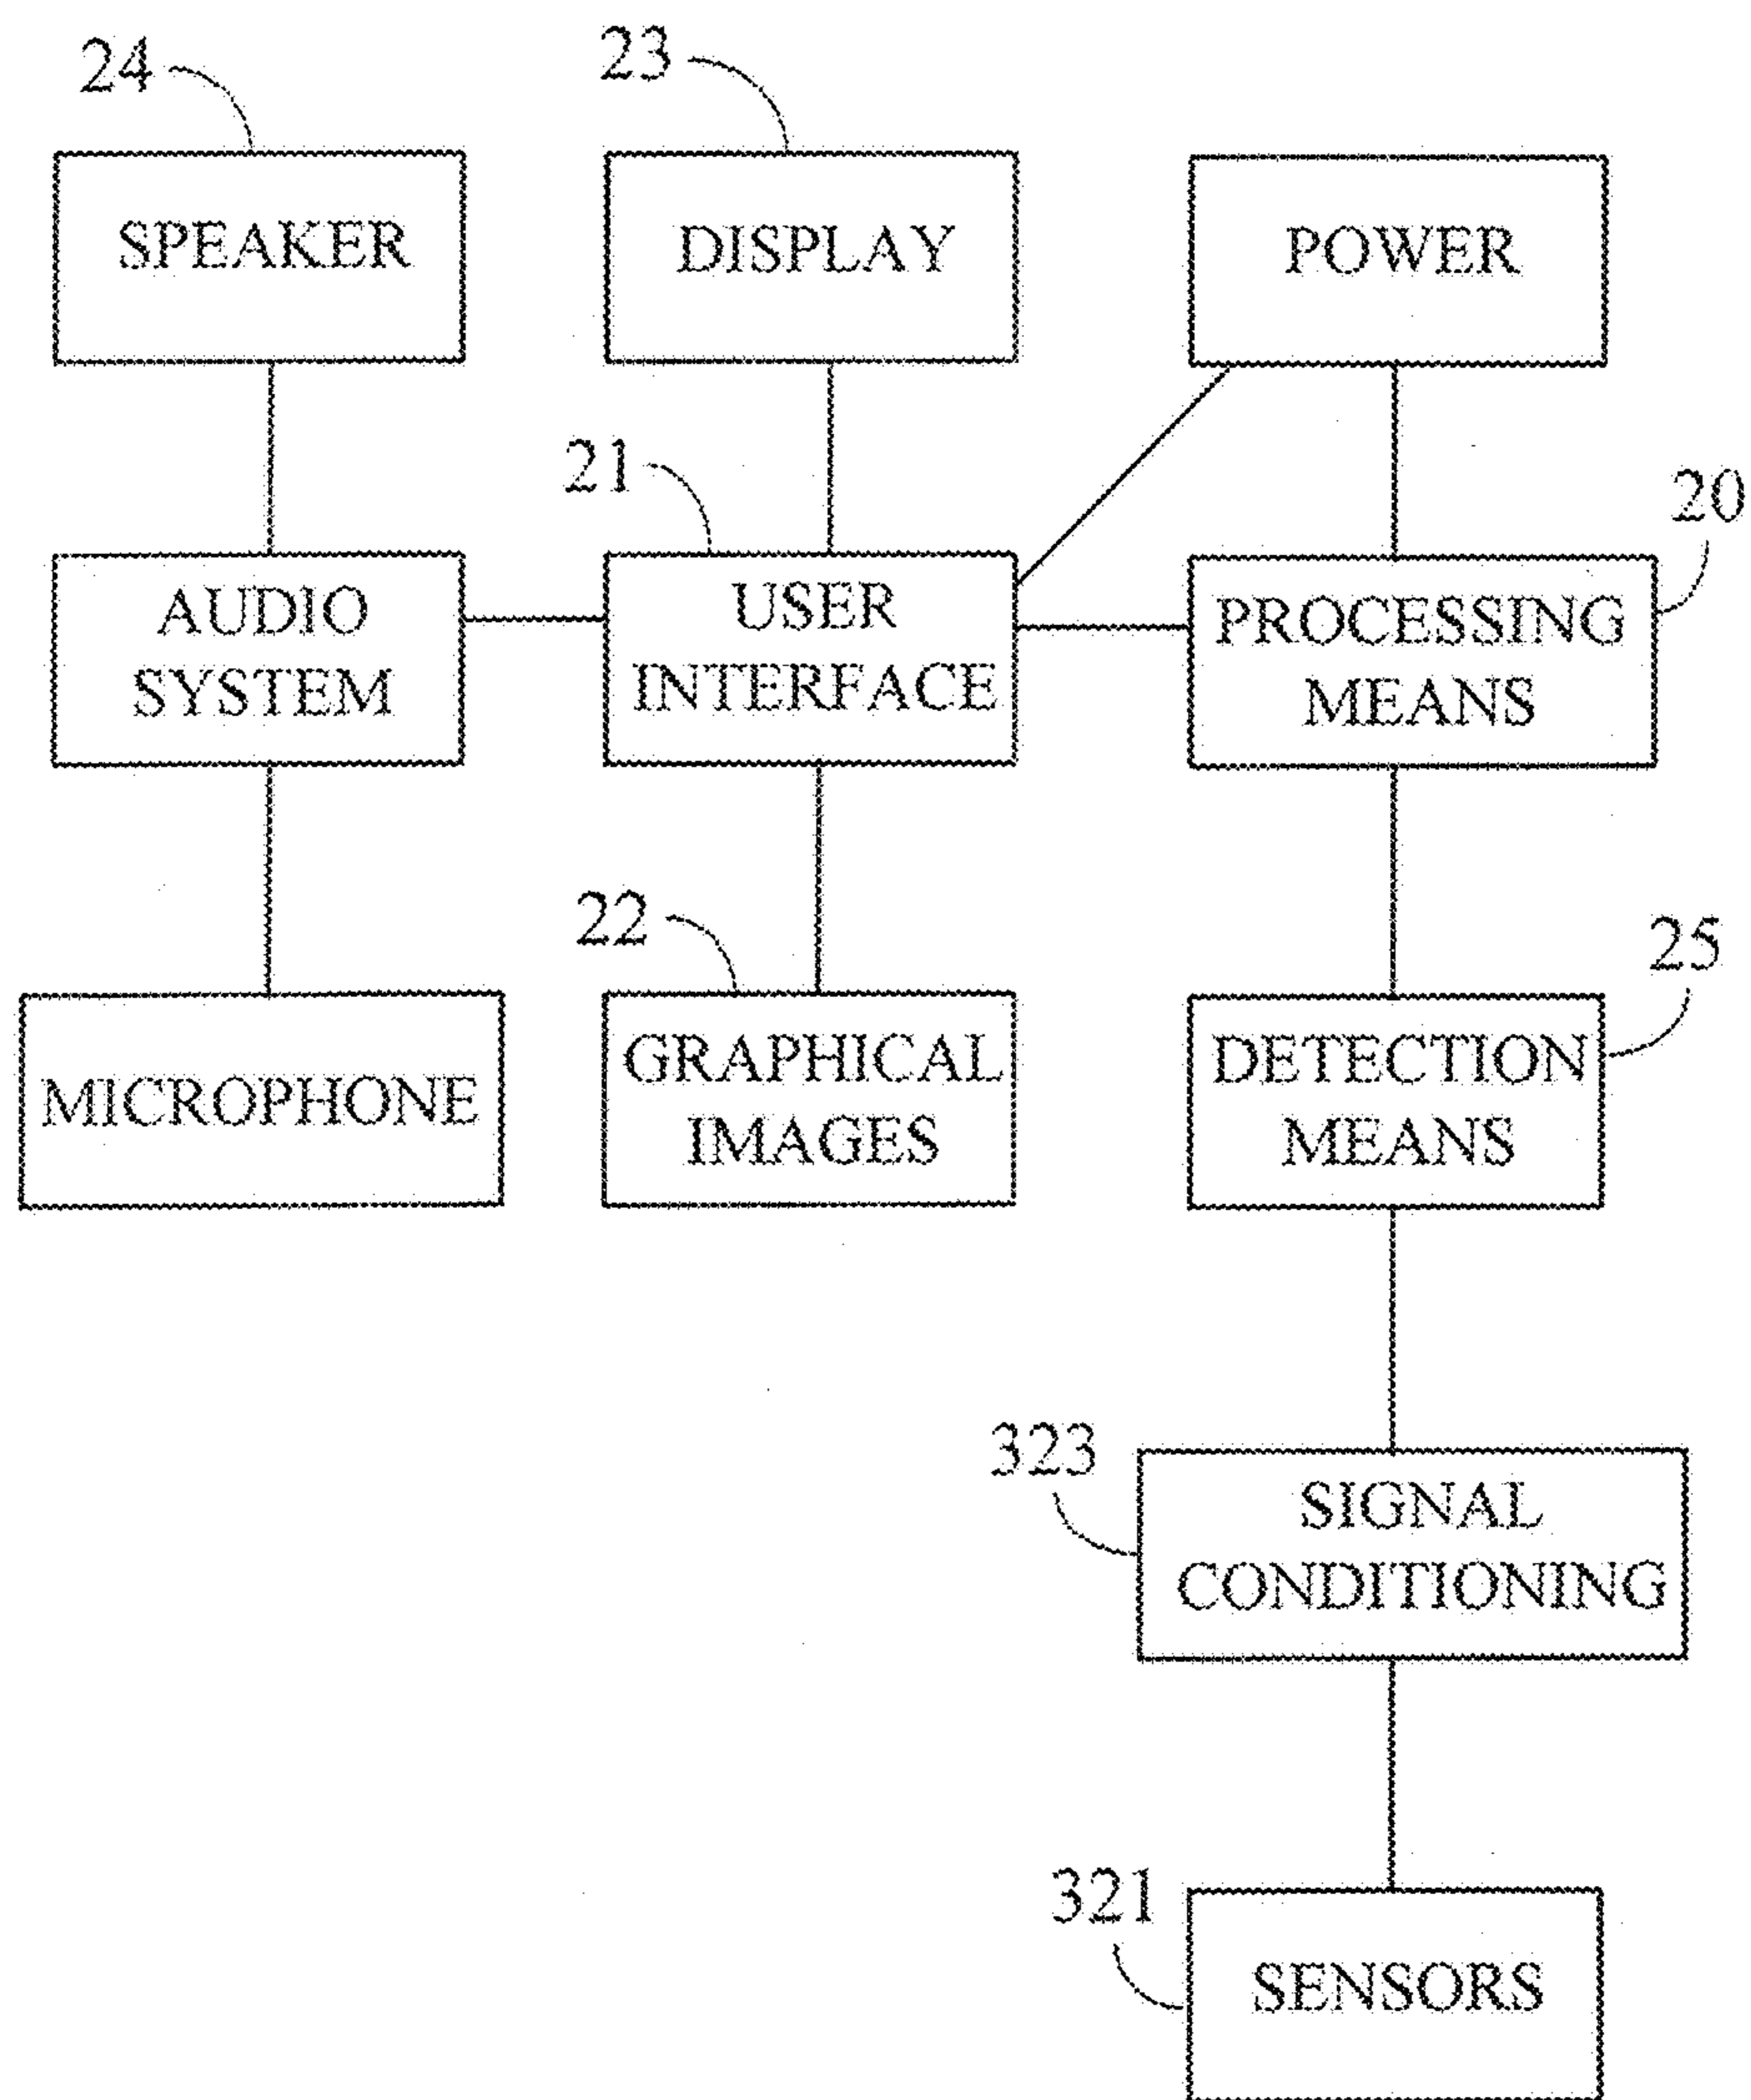 24
23
SPEAKER
DISPLAY
POWER
21
20
AUDIO
SYSTEM
USER
INTERFACE
PROCESSING
MEANS
22
25
MICROPHONE
GRAPHICAL
IMAGES
DETECTION
MEANS
323
SIGNAL
CONDITIONING
321
SENSORS